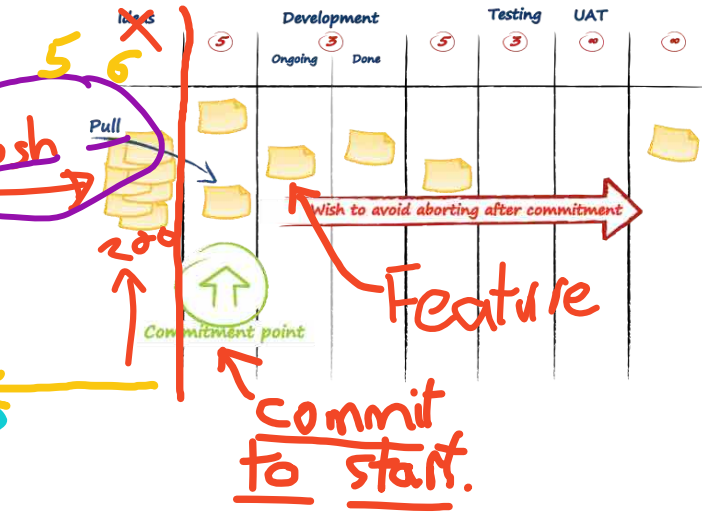 Ideas Development Testing UAT
5 3 5 3 ∞ ∞
Ongoing Done
5 6
Pull
sh
200
Wish to avoid aborting after commitment
Feature
Commitment point
commit
to start.